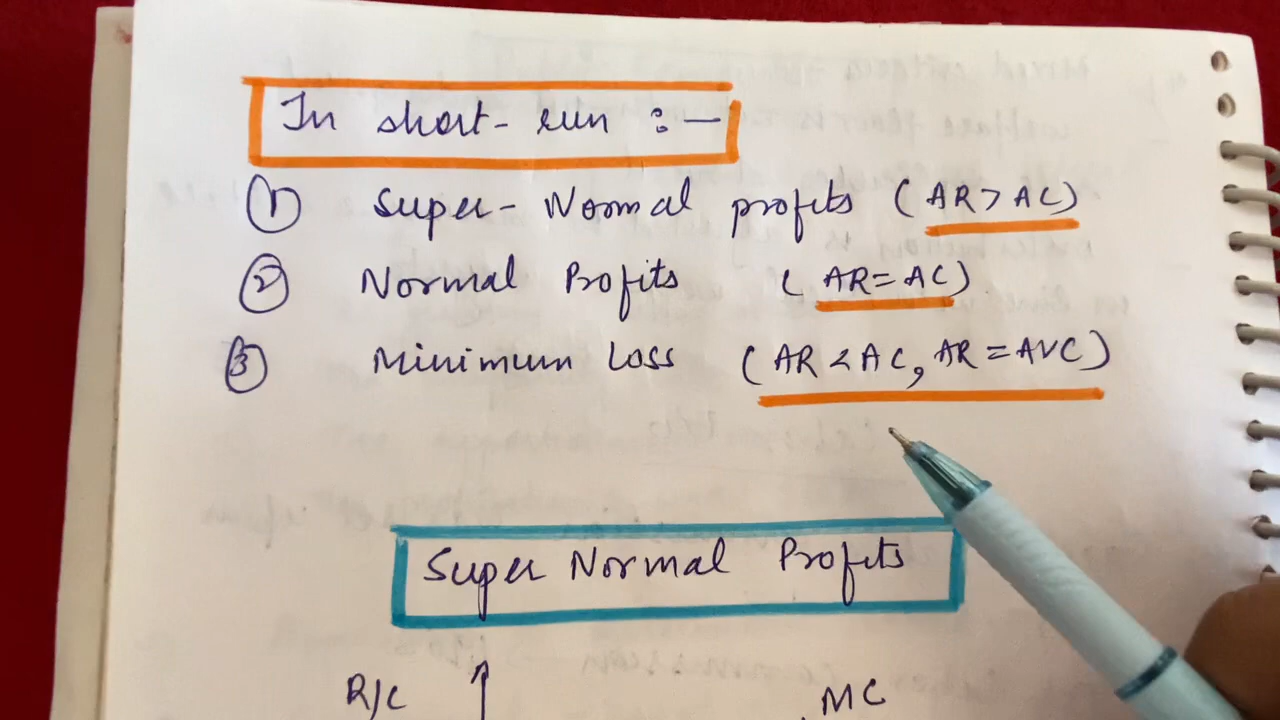 In short-run :-
① Super-Normal profits (AR>AC)
② Normal Profits (AR=AC)
③ Minimum Loss (AR<AC, AR=AVC)
Super Normal Profits
R/C MC